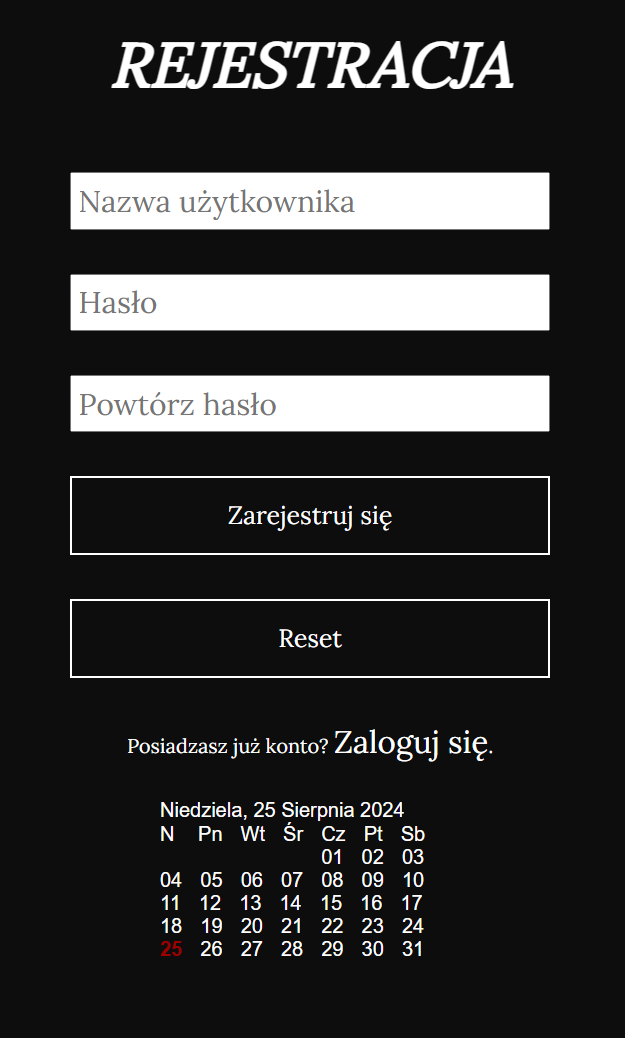 REJESTRACJA
Nazwa użytkownika
Hasło
Powtórz hasło
Zarejestruj się
Reset
Posiadzasz już konto? Zaloguj się.
Niedziela, 25 Sierpnia 2024
N Pn Wt Śr Cz Pt Sb
01 02 03
04 05 06 07 08 09 10
11 12 13 14 15 16 17
18 19 20 21 22 23 24
25 26 27 28 29 30 31